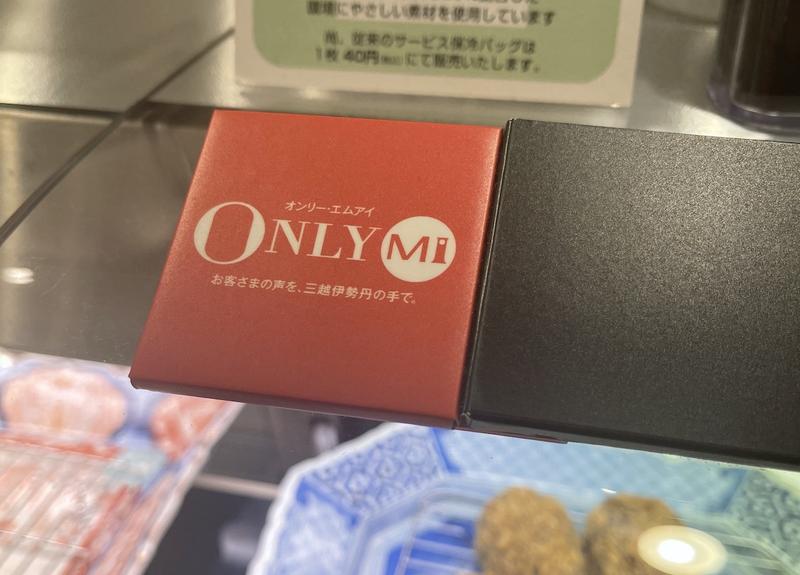 環境にやさしい素材を使用しています
尚、従来のサービス保冷バッグは
1枚40円(税込)にて販売いたします。
オンリー・エムアイ
ONLY Mi
お客さまの声を、三越伊勢丹の手で。